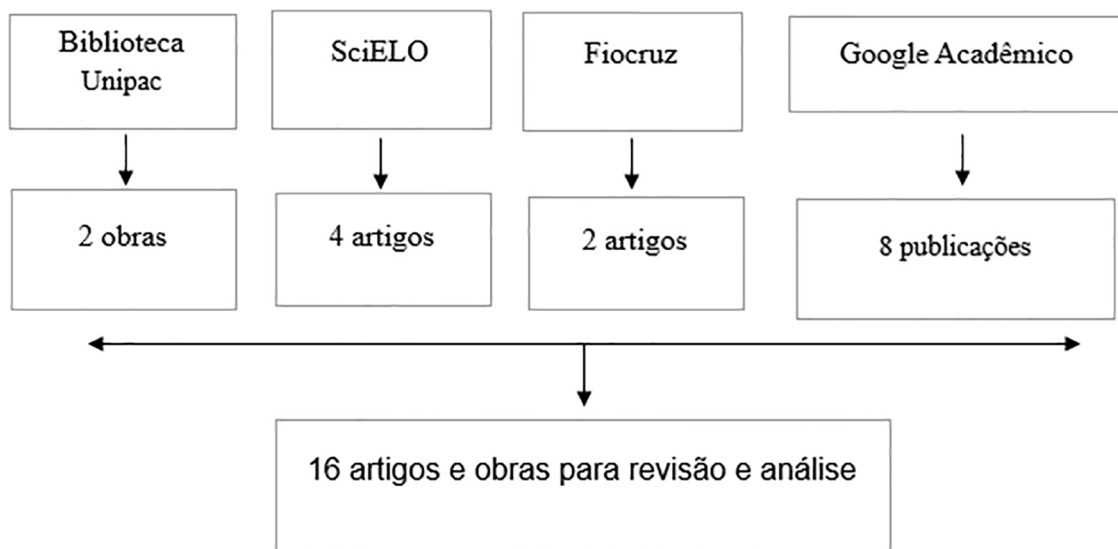 Biblioteca
Unipac
SciELO
Fiocruz
Google Acadêmico
2 obras
4 artigos
2 artigos
8 publicações
16 artigos e obras para revisão e análise